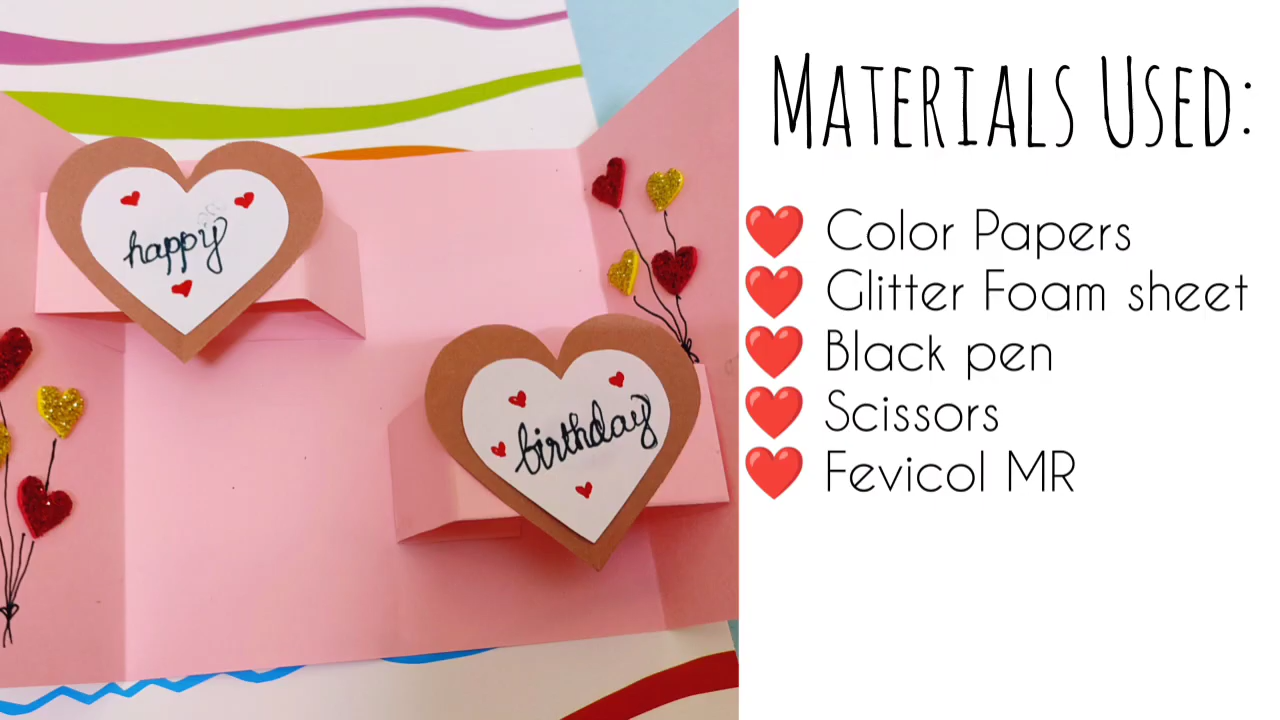 happy
birthday
Materials Used:
❤️ Color Papers
❤️ Glitter Foam sheet
❤️ Black pen
❤️ Scissors
❤️ Fevicol MR